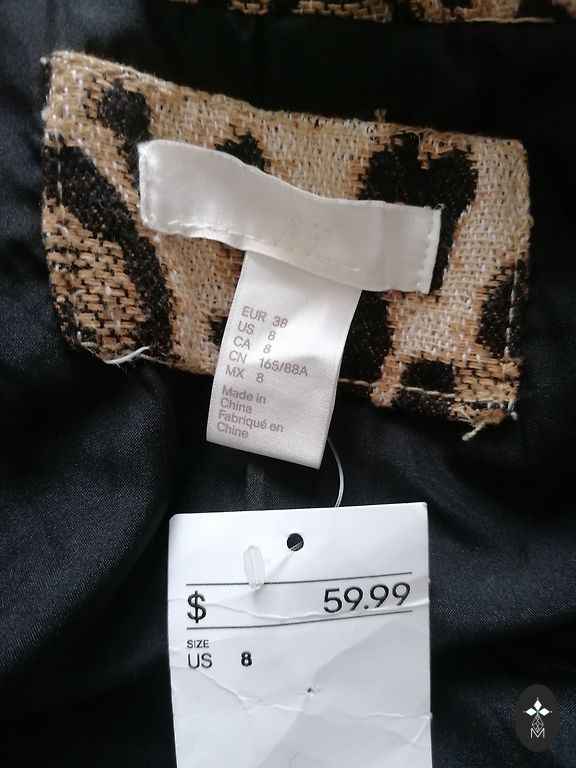 EUR 38
US 8
CA 8
CN 165/88A
MX 8
Made in
China
Fabriqué en
Chine
$ 59.99
SIZE
US 8
M